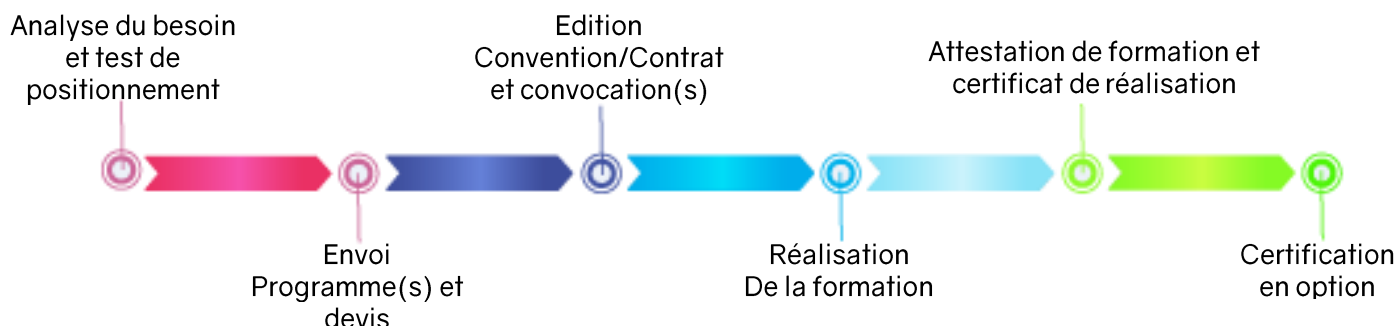 Analyse du besoin
et test de
positionnement
Envoi
Programme(s) et
devis
Edition
Convention/Contrat
et convocation(s)
Réalisation
De la formation
Attestation de formation et
certificat de réalisation
Certification
en option